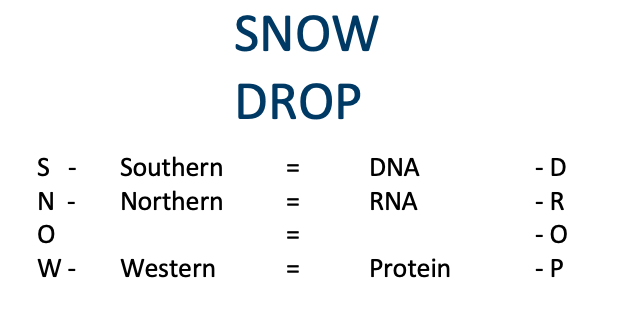 SNOW
DROP
S - Southern = DNA - D
N - Northern = RNA - R
O = - O
W - Western = Protein - P